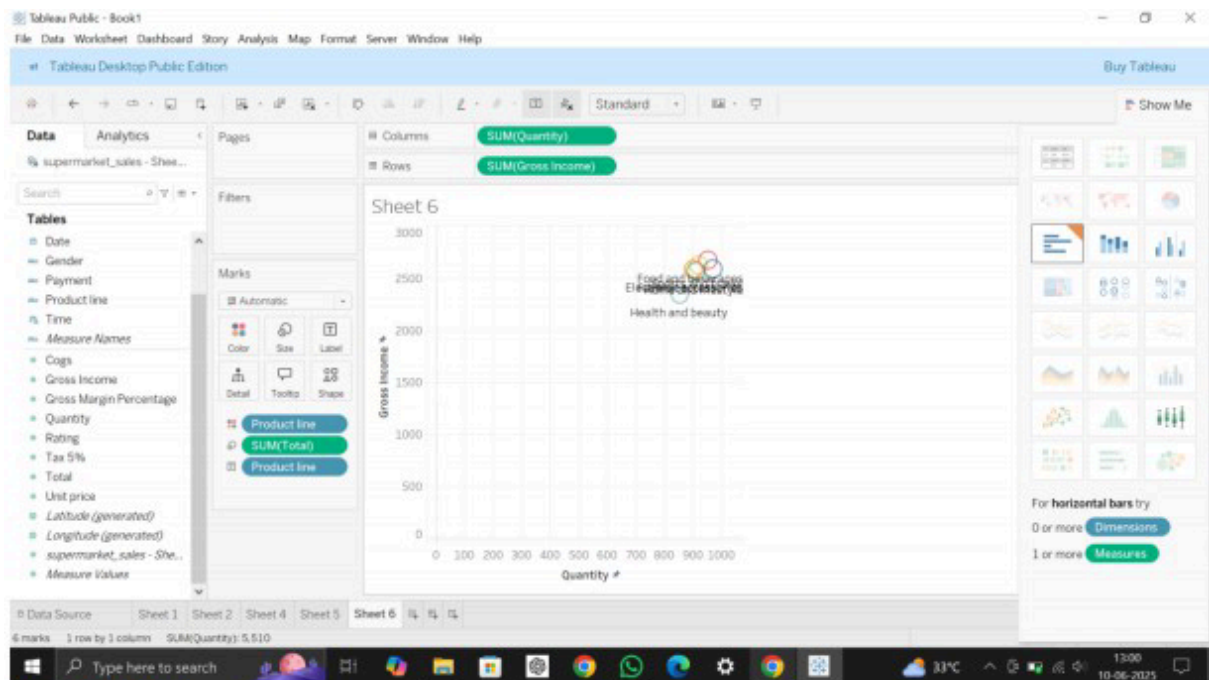 Tableau Public - Book1
File Data Worksheet Dashboard Story Analysis Map Format Server Window Help
Tableau Desktop Public Edition
Buy Tableau
Standard
Show Me
Data Analytics
supermarket_sales - Shee...
Search
Tables
Date
Gender
Payment
Product line
Time
Measure Names
Cogs
Gross Income
Gross Margin Percentage
Quantity
Rating
Tax 5%
Total
Unit price
Latitude (generated)
Longitude (generated)
supermarket_sales - She...
Measure Values
Pages
Filters
Marks
Automatic
Color Size Label
Detail Tooltip Shape
Product line
SUM(Total)
Product line
Columns SUM(Quantity)
Rows SUM(Gross Income)
Sheet 6
3000
2500
2000
1500
1000
500
0
Gross Income
Food and beverages
Health and beauty
0 100 200 300 400 500 600 700 800 900 1000
Quantity
For horizontal bars try
0 or more Dimensions
1 or more Measures
Data Source Sheet 1 Sheet 2 Sheet 4 Sheet 5 Sheet 6
6 marks 1 row by 1 column SUM(Quantity): 5,510
Type here to search
33°C
13:00
10-06-2025